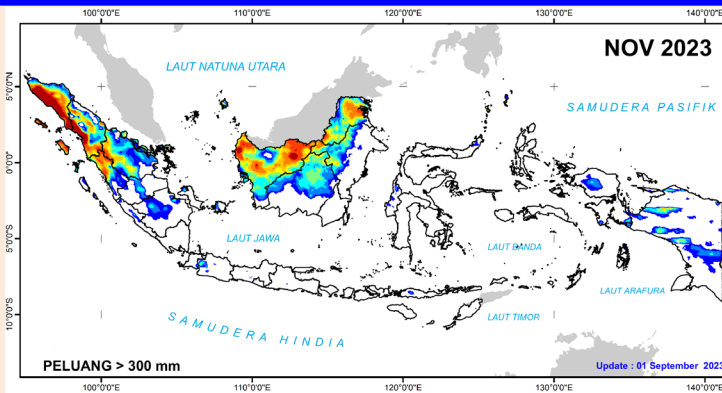 100°0'0"E 110°0'0"E 120°0'0"E 130°0'0"E 140°0'0"E
NOV 2023
LAUT NATUNA UTARA
5°0'0"N
SAMUDERA PASIFIK
0°0'0"
5°0'0"S
LAUT JAWA
LAUT BANDA
LAUT ARAFURA
10°0'0"S
SAMUDERA HINDIA
LAUT TIMOR
PELUANG > 300 mm
Update : 01 September 2023
100°0'0"E 110°0'0"E 120°0'0"E 130°0'0"E 140°0'0"E